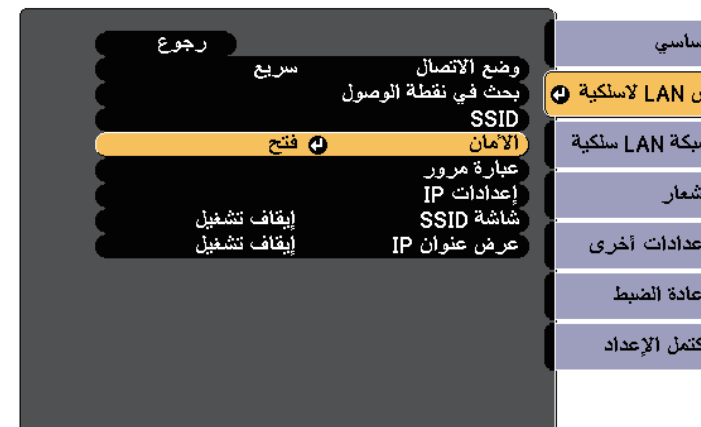 رجوع
وضع الاتصال سريع
بحث في نقطة الوصول
SSID
الأمان فتح
عبارة مرور
إعدادات IP
شاشة SSID إيقاف تشغيل
عرض عنوان IP إيقاف تشغيل
ساسي
LAN لاسلكية
بكة LAN سلكية
شعار
عدادات أخرى
عادة الضبط
كتمل الإعداد